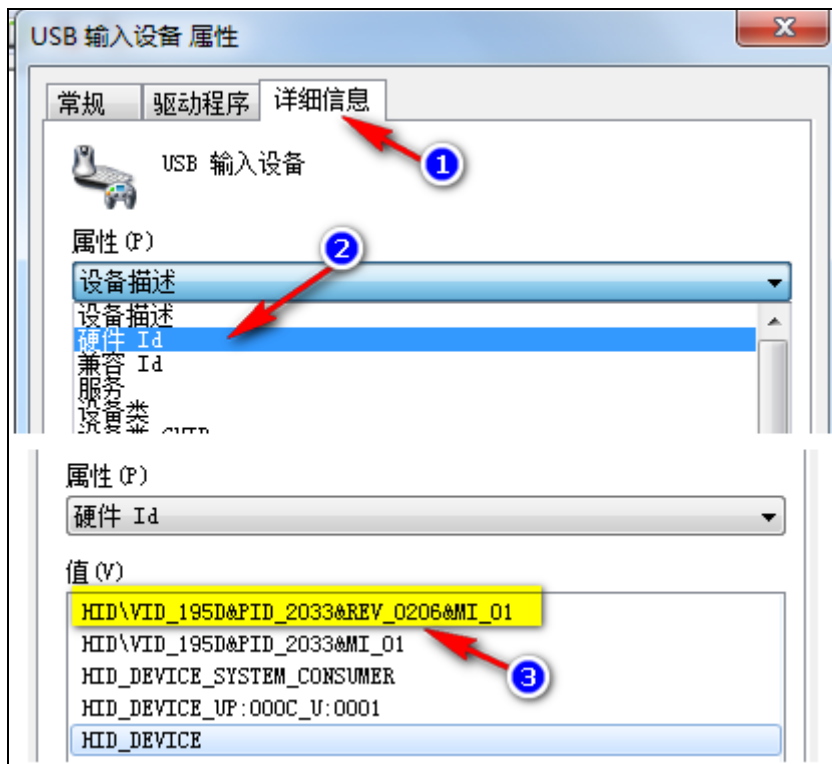 USB 输入设备 属性
常规 驱动程序 详细信息
1
USB 输入设备
属性(P)
2
设备描述
设备描述
硬件 Id
兼容 Id
服务
设备类
属性(P)
硬件 Id
值(V)
HID\VID_195D&PID_2033&REV_0206&MI_01
HID\VID_195D&PID_2033&MI_01
HID_DEVICE_SYSTEM_CONSUMER
3
HID_DEVICE_UP:000C_U:0001
HID_DEVICE